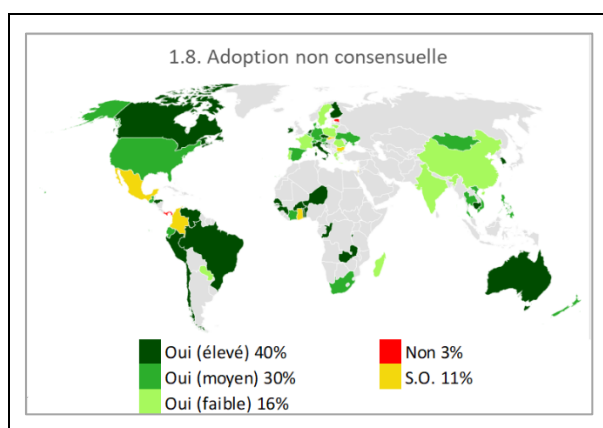 1.8. Adoption non consensuelle
Oui (élevé) 40%
Non 3%
Oui (moyen) 30%
S.O. 11%
Oui (faible) 16%